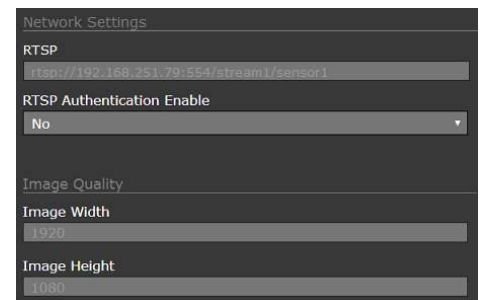 Network Settings
RTSP
rtsp://192.168.251.79:554/stream1/sensor1
RTSP Authentication Enable
No
Image Quality
Image Width
1920
Image Height
1080